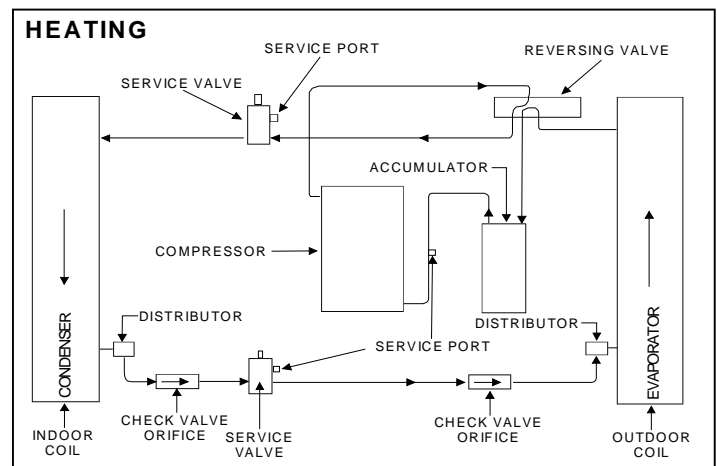 HEATING
SERVICE PORT
REVERSING VALVE
SERVICE VALVE
ACCUMULATOR
COMPRESSOR
DISTRIBUTOR
DISTRIBUTOR
SERVICE PORT
CONDENSER
EVAPORATOR
INDOOR
COIL
CHECK VALVE
ORIFICE
SERVICE
VALVE
CHECK VALVE
ORIFICE
OUTDOOR
COIL